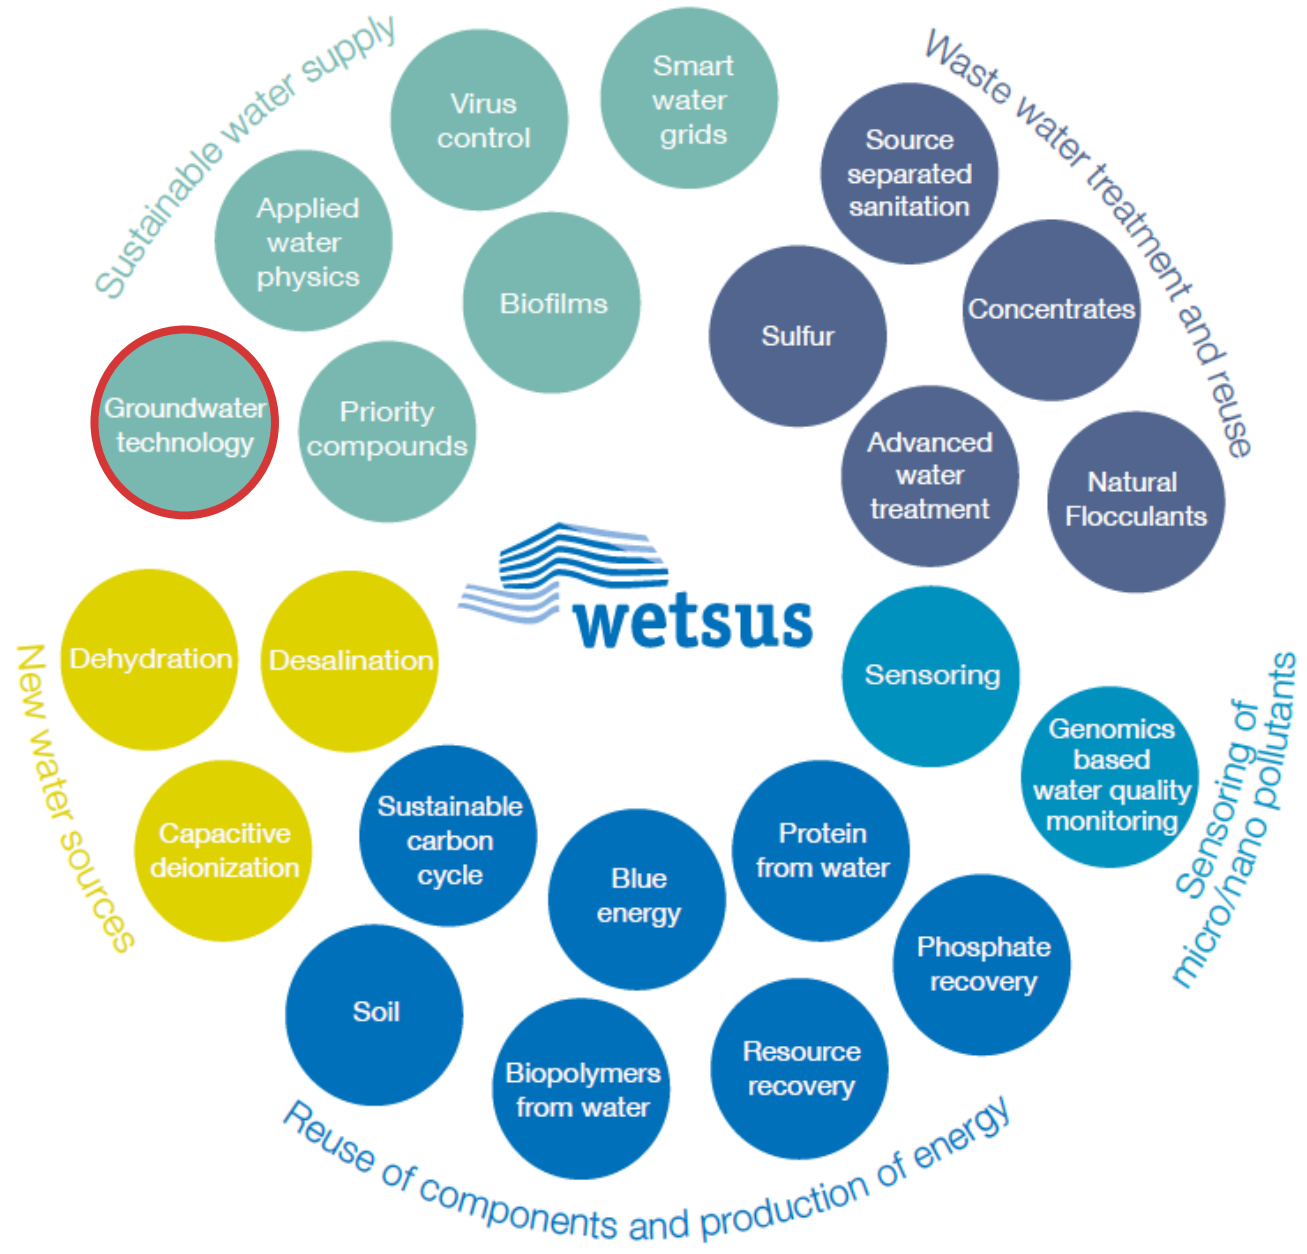 Sustainable water supply
Virus
control
Smart
water
grids
Applied
water
physics
Biofilms
Groundwater
technology
Priority
compounds
Waste water treatment and reuse
Source
separated
sanitation
Sulfur
Concentrates
Advanced
water
treatment
Natural
Flocculants
wetsus
New water sources
Dehydration
Desalination
Capacitive
deionization
Sensoring
Genomics
based
water quality
monitoring
Sensoring of
micro/nano pollutants
Sustainable
carbon
cycle
Blue
energy
Protein
from water
Phosphate
recovery
Soil
Biopolymers
from water
Resource
recovery
Reuse of components and production of energy